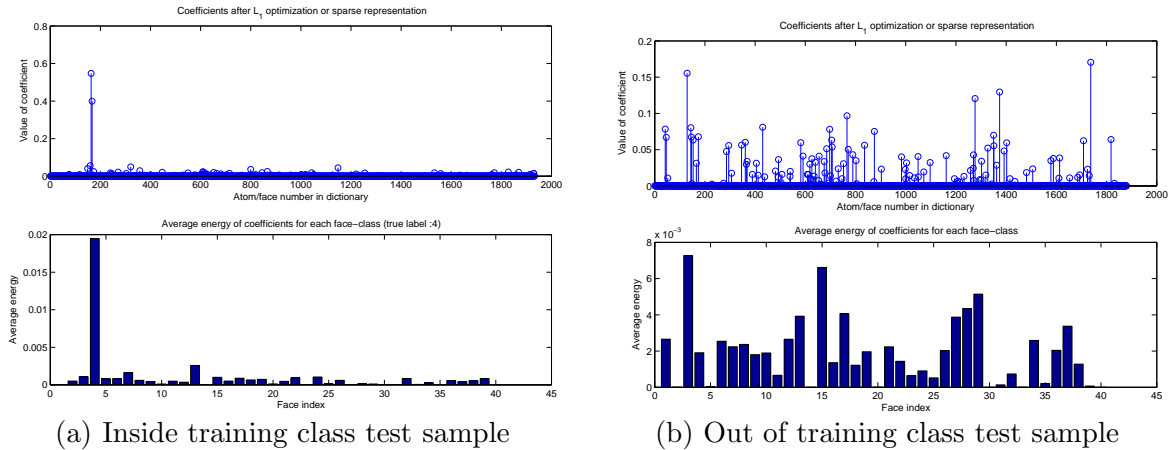 Coefficients after L1 optimization or sparse representation
0.8
0.6
0.4
0.2
0
Value of coefficient
0 200 400 600 800 1000 1200 1400 1600 1800 2000
Atom/face number in dictionary
Average energy of coefficients for each face−class (true label :4)
0.02
0.015
0.01
0.005
0
Average energy
0 5 10 15 20 25 30 35 40 45
Face index
(a) Inside training class test sample
Coefficients after L1 optimization or sparse representation
0.2
0.15
0.1
0.05
0
Value of coefficient
0 200 400 600 800 1000 1200 1400 1600 1800 2000
Atom/face number in dictionary
x 10−3
Average energy of coefficients for each face−class
8
6
4
2
0
Average energy
0 5 10 15 20 25 30 35 40 45
Face index
(b) Out of training class test sample